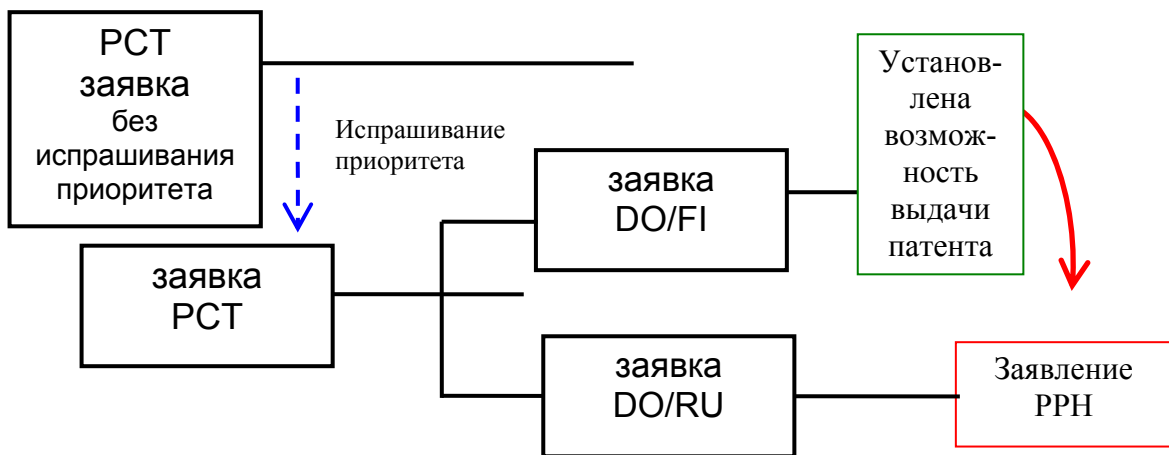 PCT
заявка
без
испрашивания
приоритета
Испрашивание
приоритета
заявка
PCT
заявка
DO/FI
Установ-
лена
возмож-
ность
выдачи
патента
заявка
DO/RU
Заявление
PPH